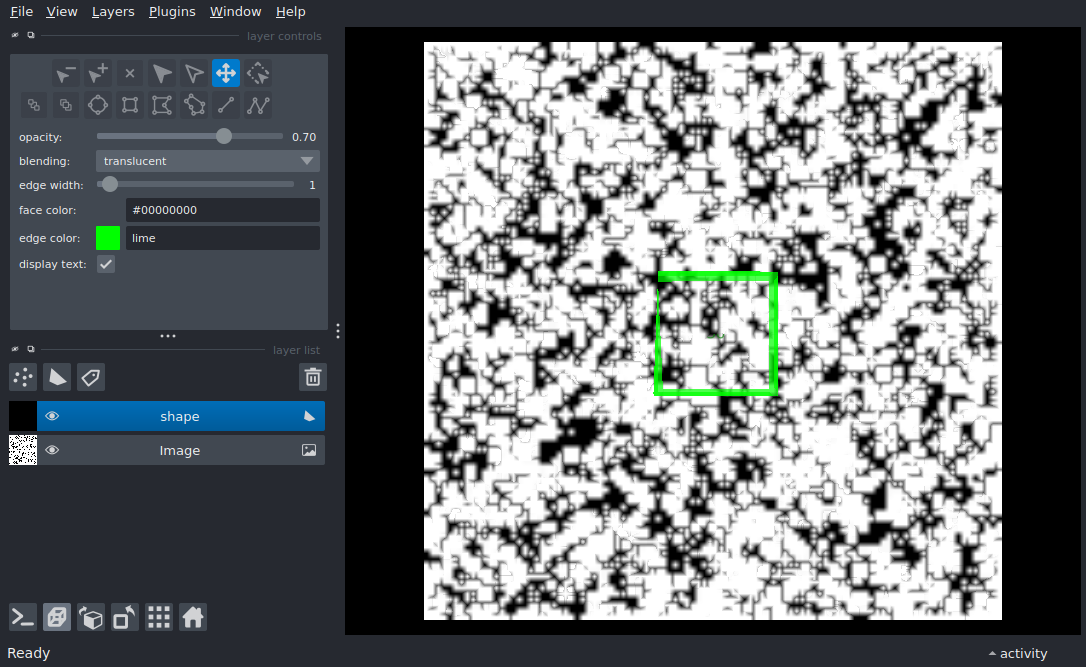 File View Layers Plugins Window Help
layer controls
opacity: 0.70
blending: translucent
edge width: 1
face color: #00000000
edge color: lime
display text:
layer list
shape
Image
Ready activity